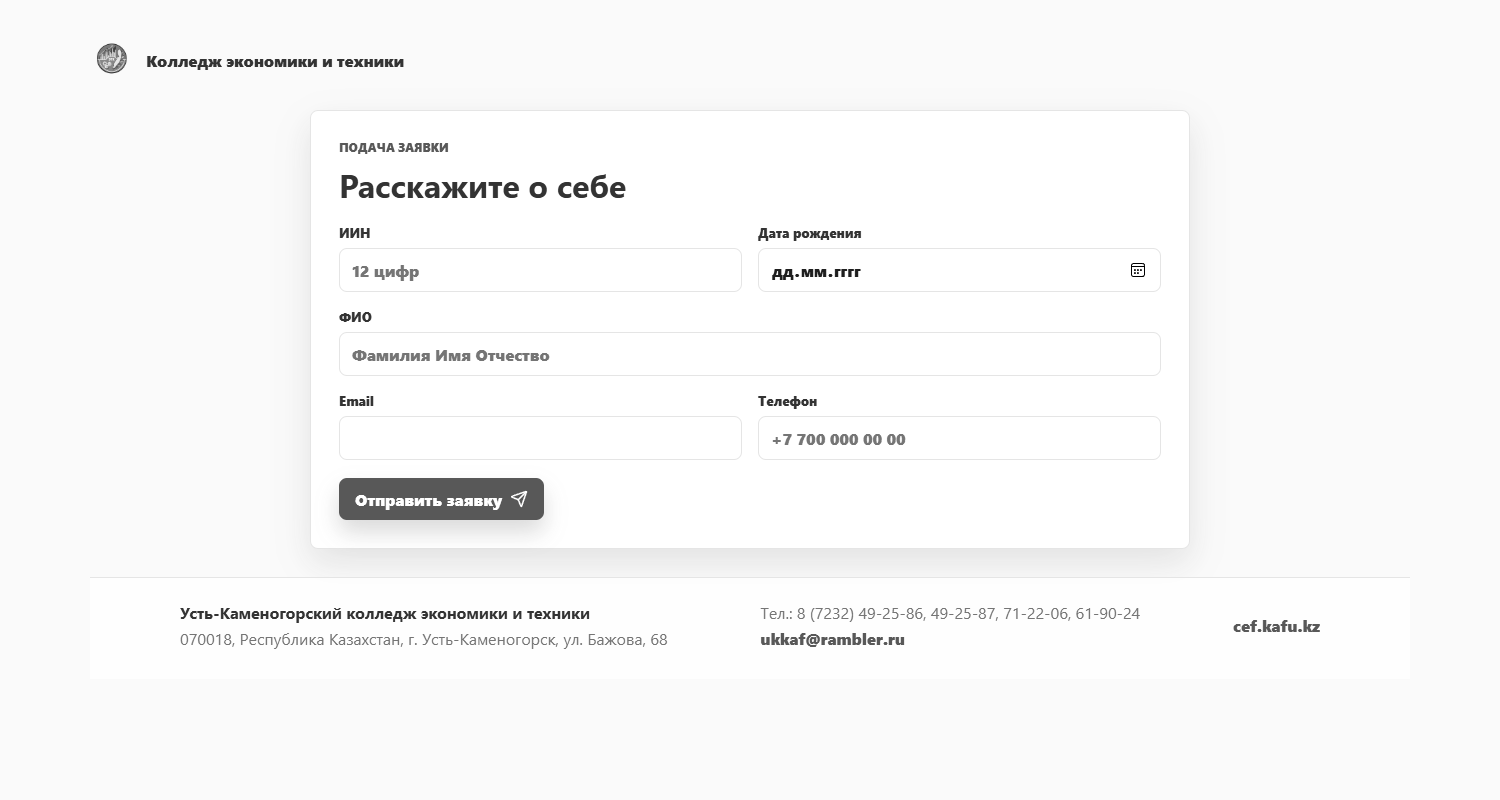 Колледж экономики и техники
ПОДАЧА ЗАЯВКИ
Расскажите о себе
ИИН
Дата рождения
12 цифр
дд.мм.гггг
ФИО
Фамилия Имя Отчество
Email
Телефон
+7 700 000 00 00
Отправить заявку
Усть-Каменогорский колледж экономики и техники
070018, Республика Казахстан, г. Усть-Каменогорск, ул. Бажова, 68
Тел.: 8 (7232) 49-25-86, 49-25-87, 71-22-06, 61-90-24
ukkaf@rambler.ru
cef.kafu.kz